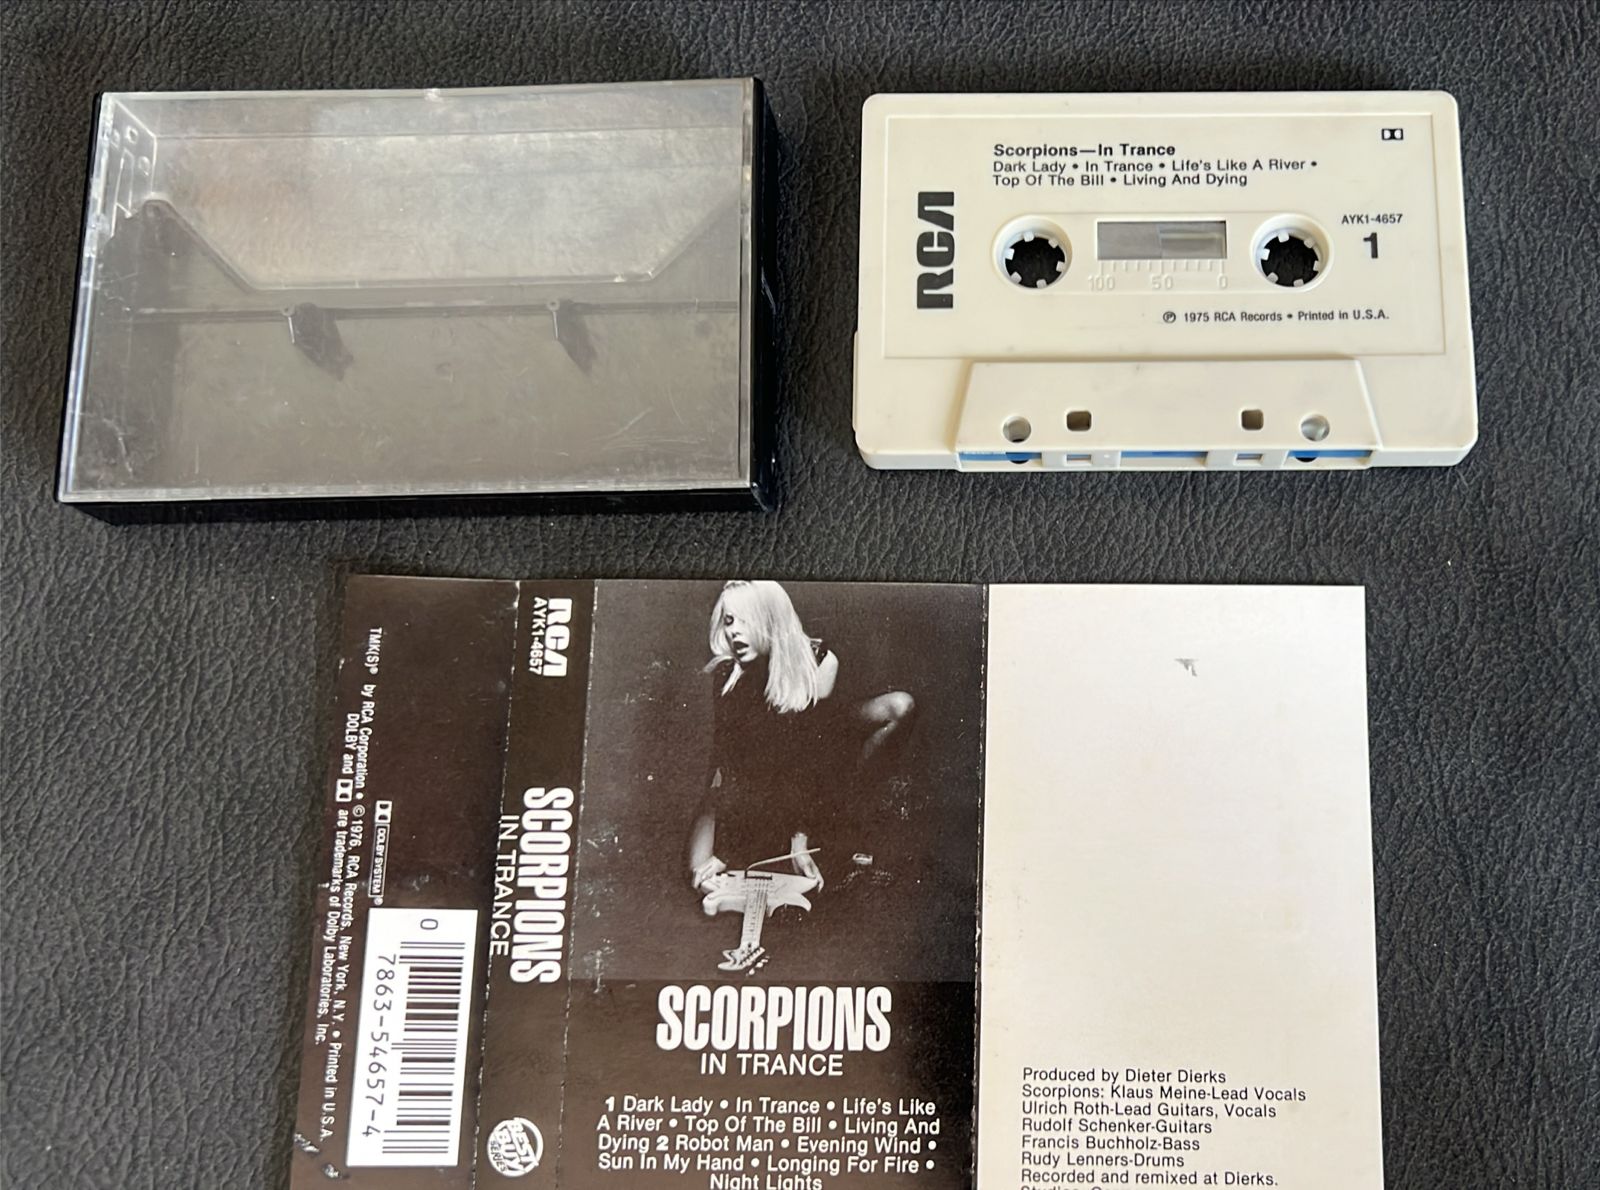 Scorpions—In Trance
Dark Lady • In Trance • Life's Like A River •
Top Of The Bill • Living And Dying
RCA
AYK1-4657
1
100 50 0
℗ 1975 RCA Records • Printed in U.S.A.
TMK(S)® by RCA Corporation • © 1976, RCA Records, New York, N.Y. • Printed in U.S.A.
DOLBY and are trademarks of Dolby Laboratories, Inc.
DOLBY SYSTEM®
0 7863-54657-4
RCA
AYK1-4657
SCORPIONS
IN TRANCE
BEST BUY SERIES
SCORPIONS
IN TRANCE
1 Dark Lady • In Trance • Life's Like
A River • Top Of The Bill • Living And
Dying 2 Robot Man • Evening Wind •
Sun In My Hand • Longing For Fire •
Night Lights
Produced by Dieter Dierks
Scorpions: Klaus Meine-Lead Vocals
Ulrich Roth-Lead Guitars, Vocals
Rudolf Schenker-Guitars
Francis Buchholz-Bass
Rudy Lenners-Drums
Recorded and remixed at Dierks.